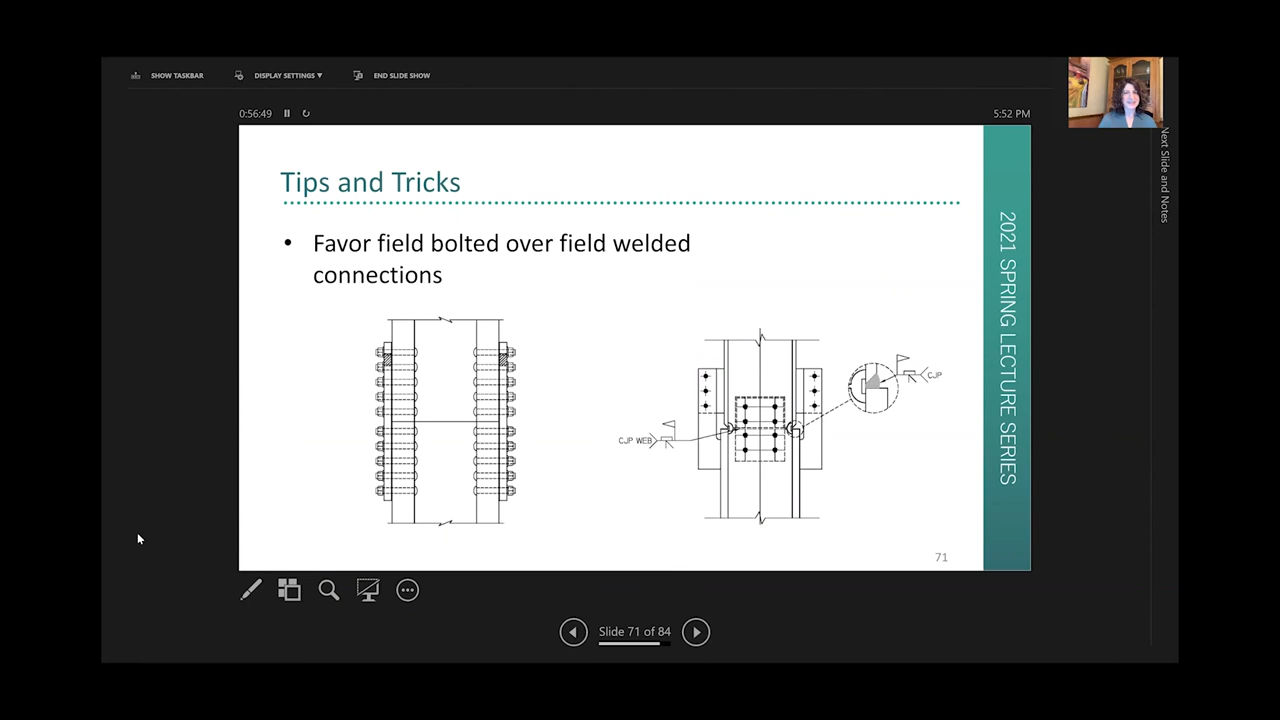 SHOW TASKBAR
DISPLAY SETTINGS ▼
END SLIDE SHOW
0:56:49
5:52 PM
Next Slide and Notes
Tips and Tricks
• Favor field bolted over field welded
connections
CJP
CJP WEB
2021 SPRING LECTURE SERIES
71
Slide 71 of 84